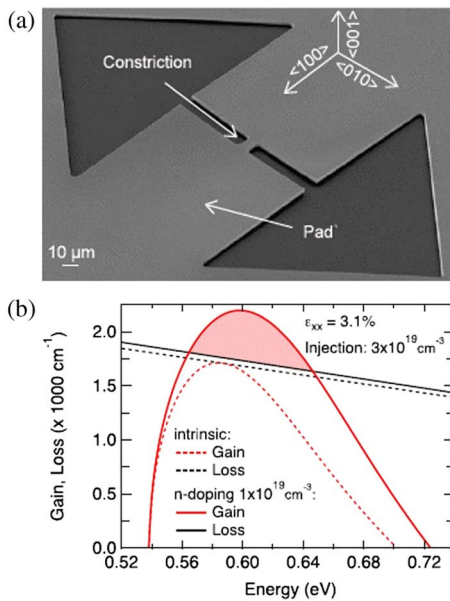 (a)
Constriction
<001>
<100>
<010>
Pad
10 µm
(b)
Gain, Loss (x 1000 cm⁻¹)
2.0
1.5
1.0
0.5
0.0
εxx = 3.1%
Injection: 3x10¹⁹cm⁻³
intrinsic:
Gain
Loss
n-doping 1x10¹⁹cm⁻³:
Gain
Loss
0.52
0.56
0.60
0.64
0.68
0.72
Energy (eV)